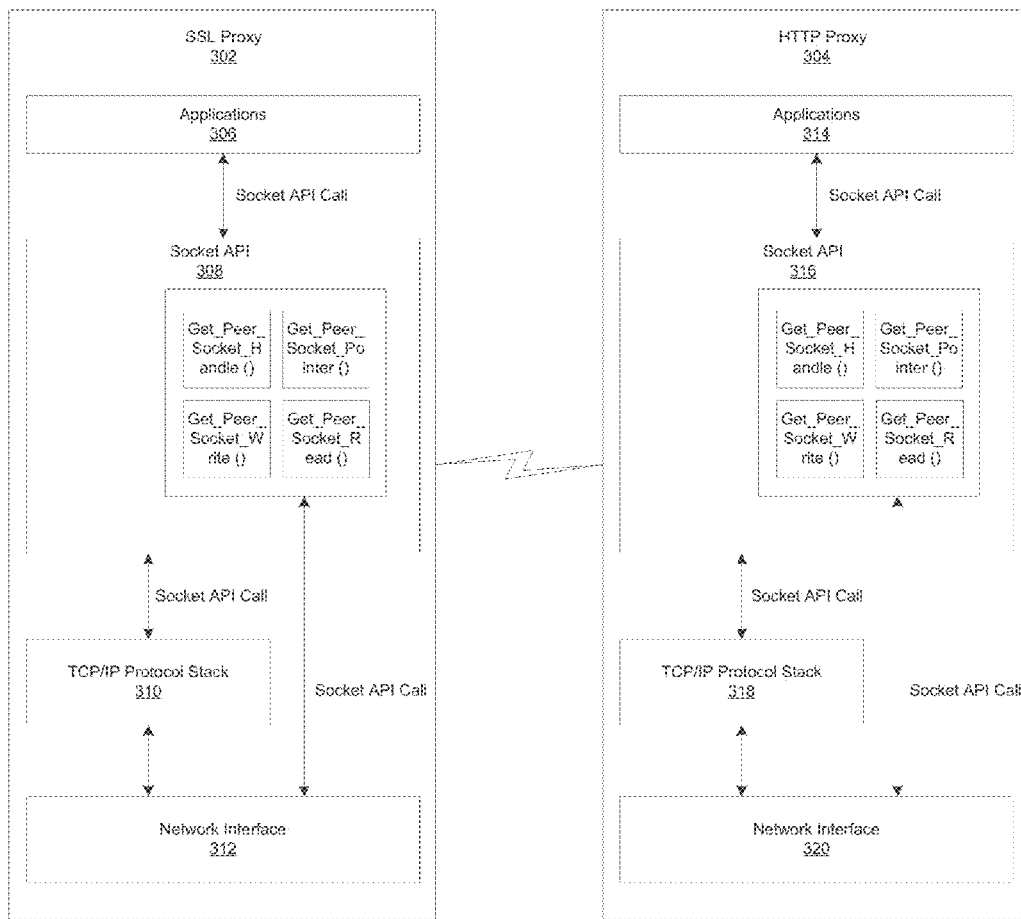 SSL Proxy
302
Applications
306
Socket API Call
Socket API
308
Get_Peer_
Socket_H
andle ()
Get_Peer_
Socket_Po
inter ()
Get_Peer_
Socket_W
rite ()
Get_Peer_
Socket_R
ead ()
Socket API Call
TCP/IP Protocol Stack
310
Socket API Call
Network Interface
312
HTTP Proxy
304
Applications
314
Socket API Call
Socket API
316
Get_Peer_
Socket_H
andle ()
Get_Peer_
Socket_Po
inter ()
Get_Peer_
Socket_W
rite ()
Get_Peer_
Socket_R
ead ()
Socket API Call
TCP/IP Protocol Stack
318
Socket API Call
Network Interface
320